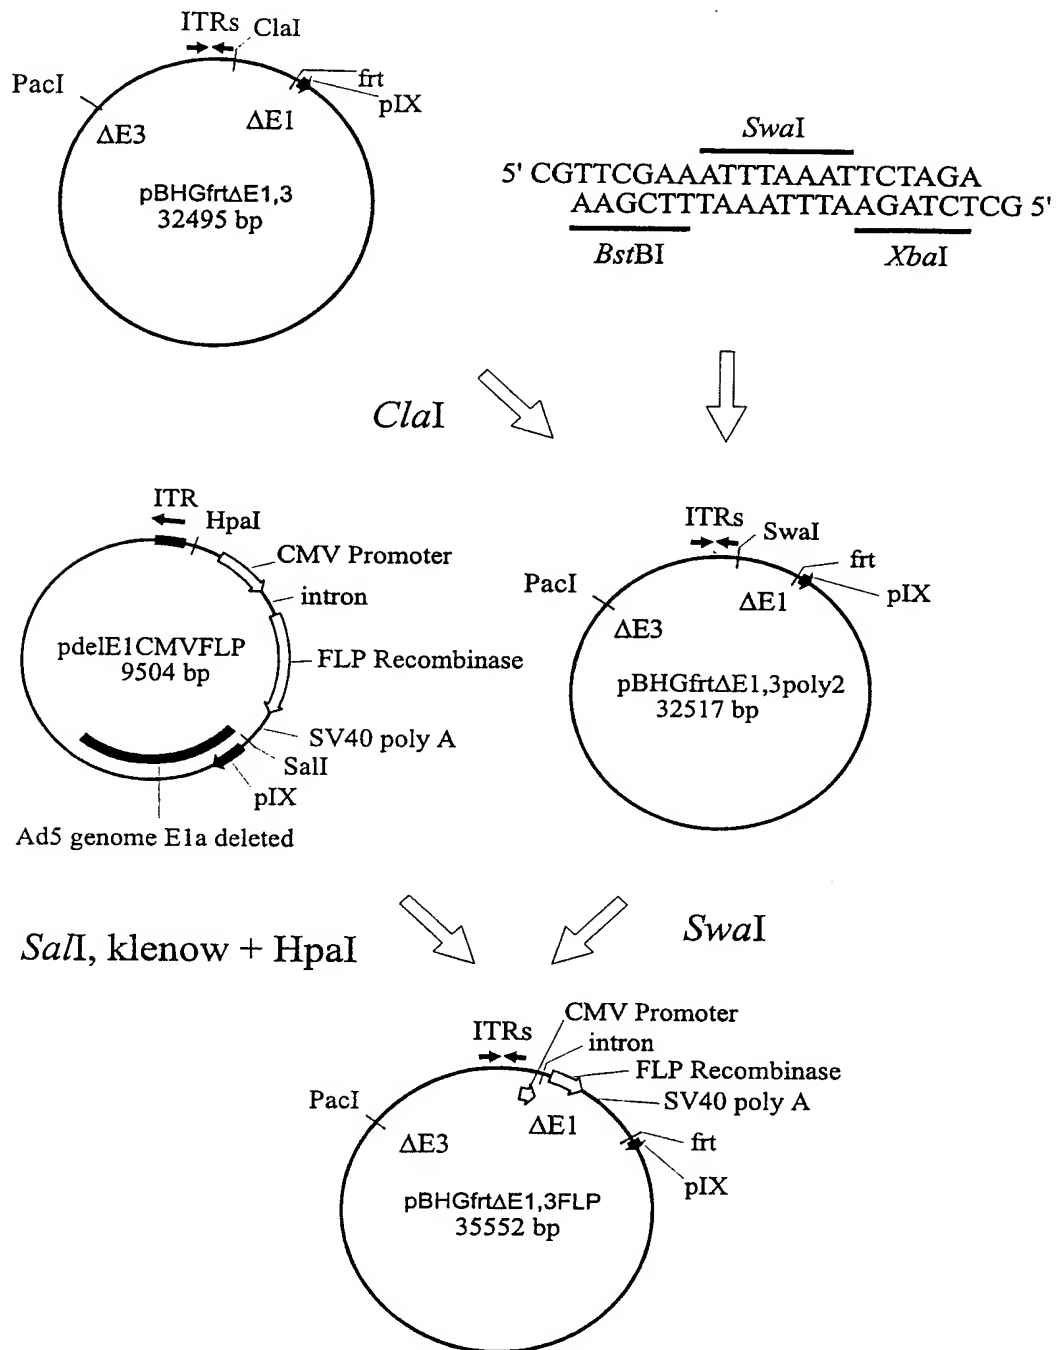 ITRs
ClaI
PacI
frt
pIX
ΔE3
ΔE1
pBHGfrtΔE1,3
32495 bp
SwaI
5' CGTTCGAAATTTAAATTCTAGA
AAGCTTTAAATTTAAGATCTCG 5'
BstBI
XbaI
ClaI
ITR
HpaI
CMV Promoter
intron
pdelE1CMVFLP
9504 bp
FLP Recombinase
SV40 poly A
SalI
pIX
Ad5 genome E1a deleted
ITRs
SwaI
frt
PacI
pIX
ΔE3
ΔE1
pBHGfrtΔE1,3poly2
32517 bp
SalI, klenow + HpaI
SwaI
CMV Promoter
ITRs
intron
FLP Recombinase
SV40 poly A
PacI
ΔE3
ΔE1
frt
pIX
pBHGfrtΔE1,3FLP
35552 bp